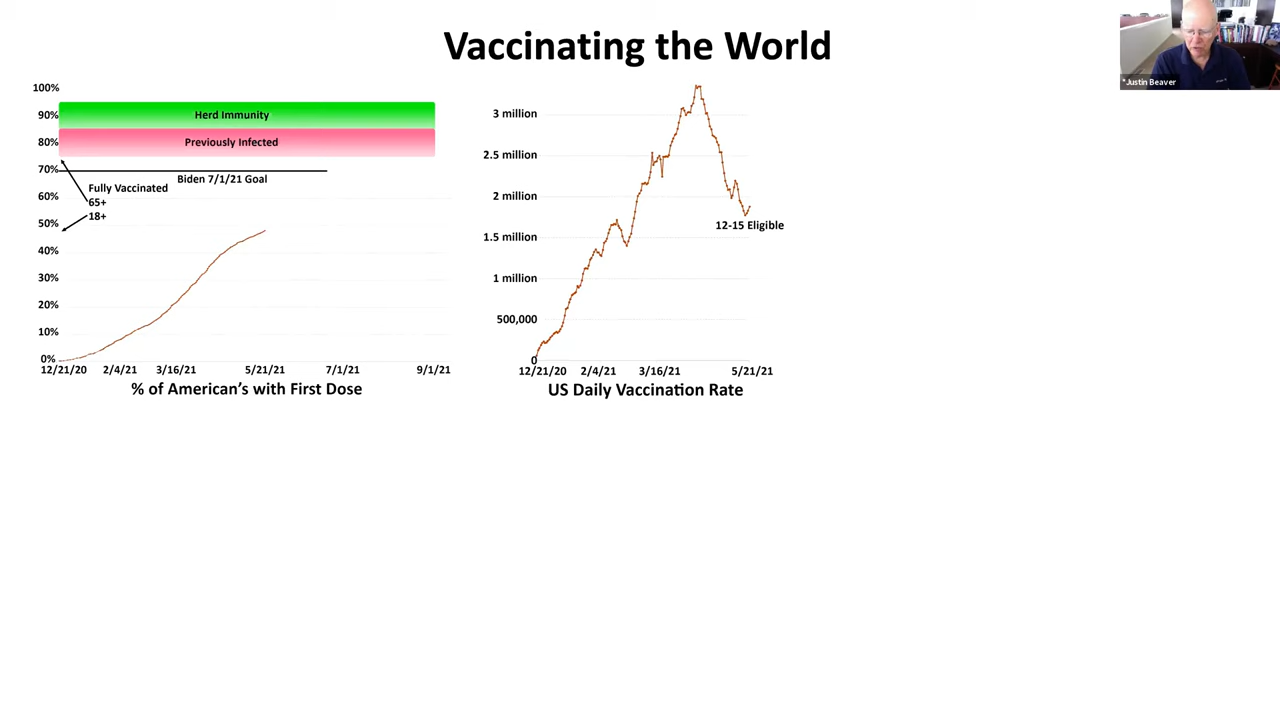 Vaccinating the World
*Justin Beaver
100%
90%
80%
70%
60%
50%
40%
30%
20%
10%
0%
Herd Immunity
Previously Infected
Biden 7/1/21 Goal
Fully Vaccinated
65+
18+
12/21/20 2/4/21 3/16/21 5/21/21 7/1/21 9/1/21
% of American's with First Dose
3 million
2.5 million
2 million
1.5 million
1 million
500,000
0
12-15 Eligible
12/21/20 2/4/21 3/16/21 5/21/21
US Daily Vaccination Rate